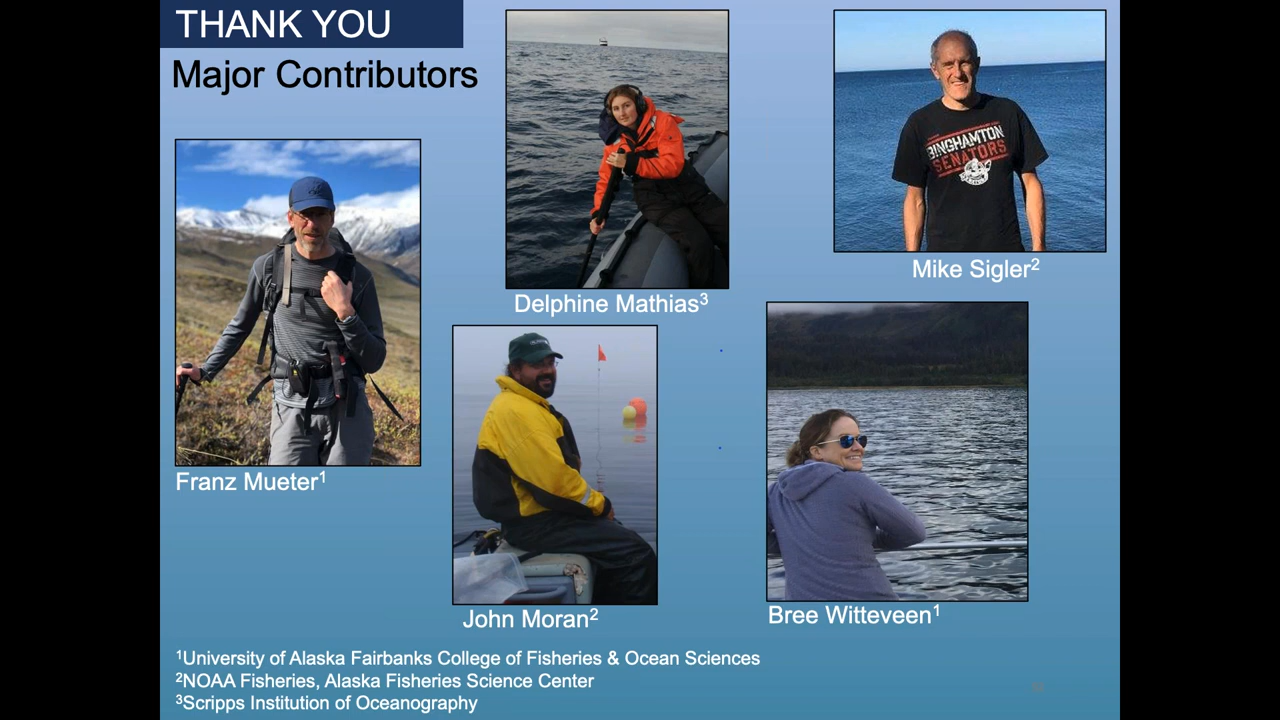 THANK YOU
Major Contributors
BINGHAMTON
SENATORS
Mike Sigler²
Delphine Mathias³
Franz Mueter¹
John Moran²
Bree Witteveen¹
¹University of Alaska Fairbanks College of Fisheries & Ocean Sciences
²NOAA Fisheries, Alaska Fisheries Science Center
³Scripps Institution of Oceanography